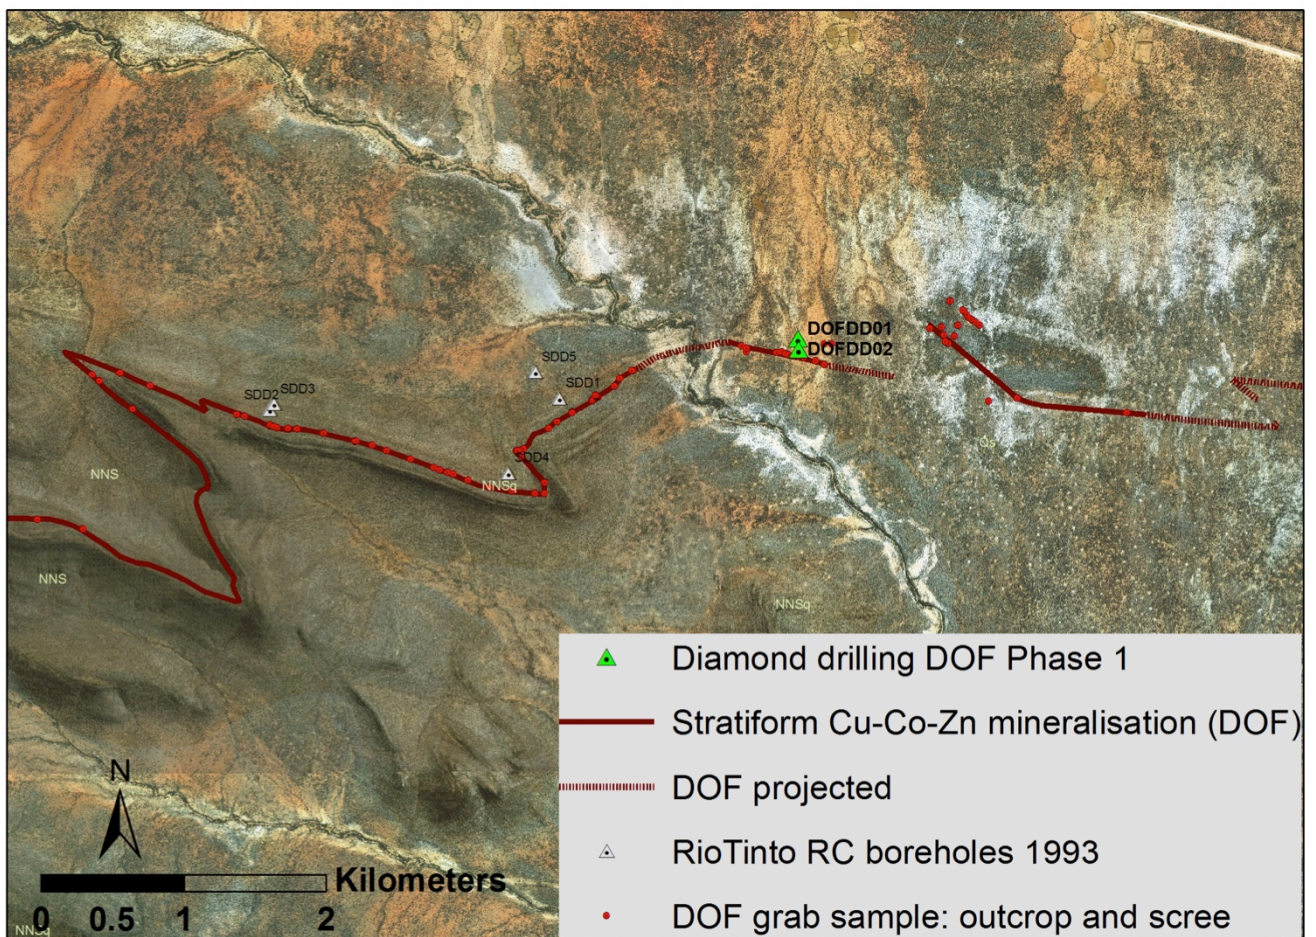 DOFDD01
DOFDD02
SDD5
SDD1
SDD2
SDD3
SDD4
NNSq
NNS
NNS
Qs
NNSq
N
Kilometers
0 0.5 1 2
NNSq
Diamond drilling DOF Phase 1
Stratiform Cu-Co-Zn mineralisation (DOF)
DOF projected
RioTinto RC boreholes 1993
DOF grab sample: outcrop and scree